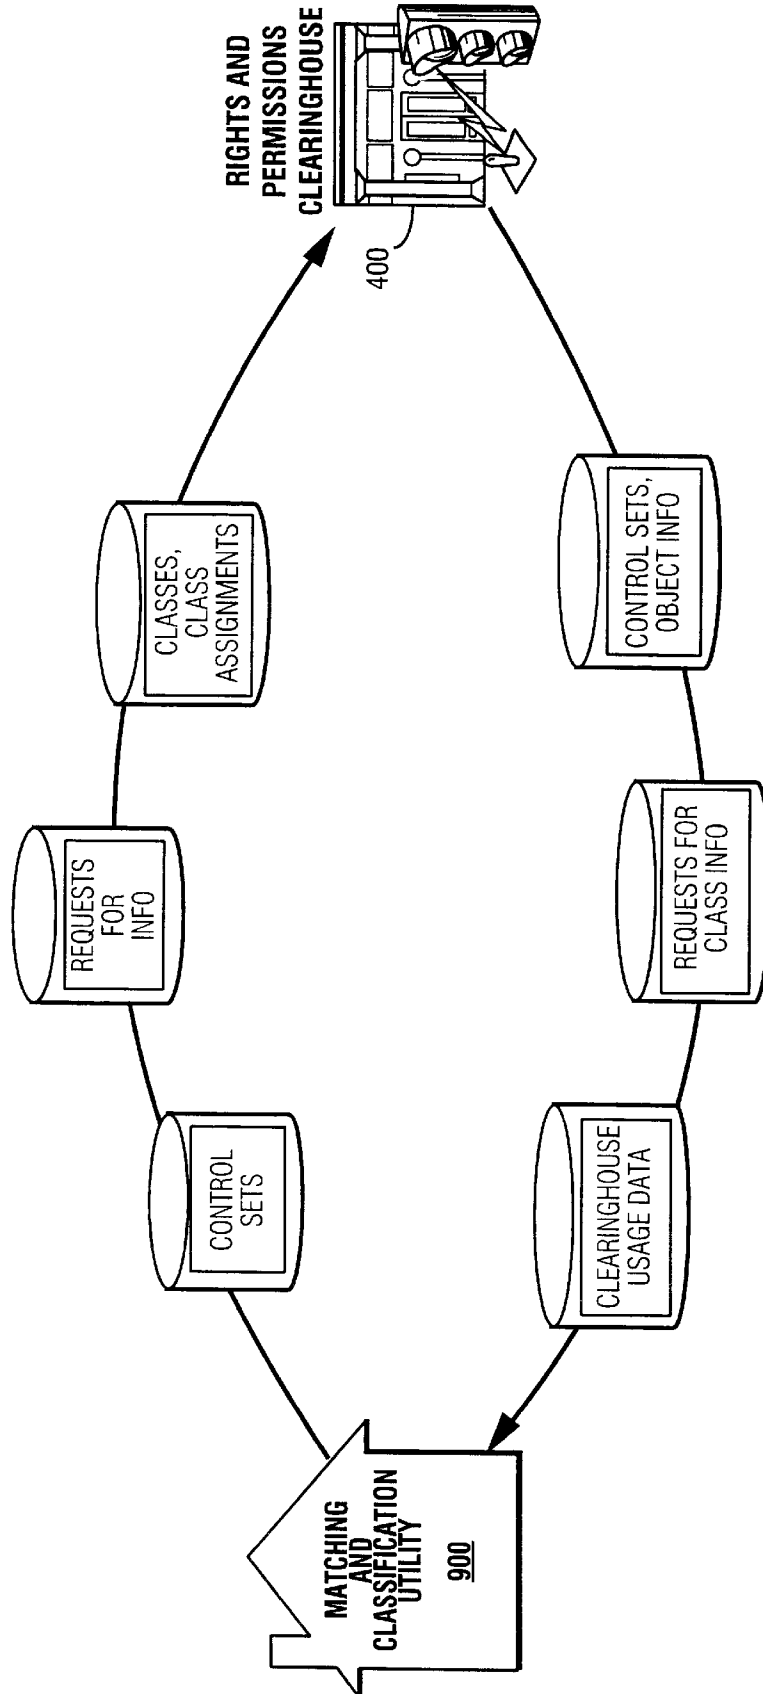 RIGHTS AND
PERMISSIONS
CLEARINGHOUSE
400
CLASSES,
CLASS
ASSIGNMENTS
REQUESTS
FOR
INFO
CONTROL
SETS
MATCHING
AND
CLASSIFICATION
UTILITY
900
CONTROL SETS,
OBJECT INFO
REQUESTS FOR
CLASS INFO
CLEARINGHOUSE
USAGE DATA